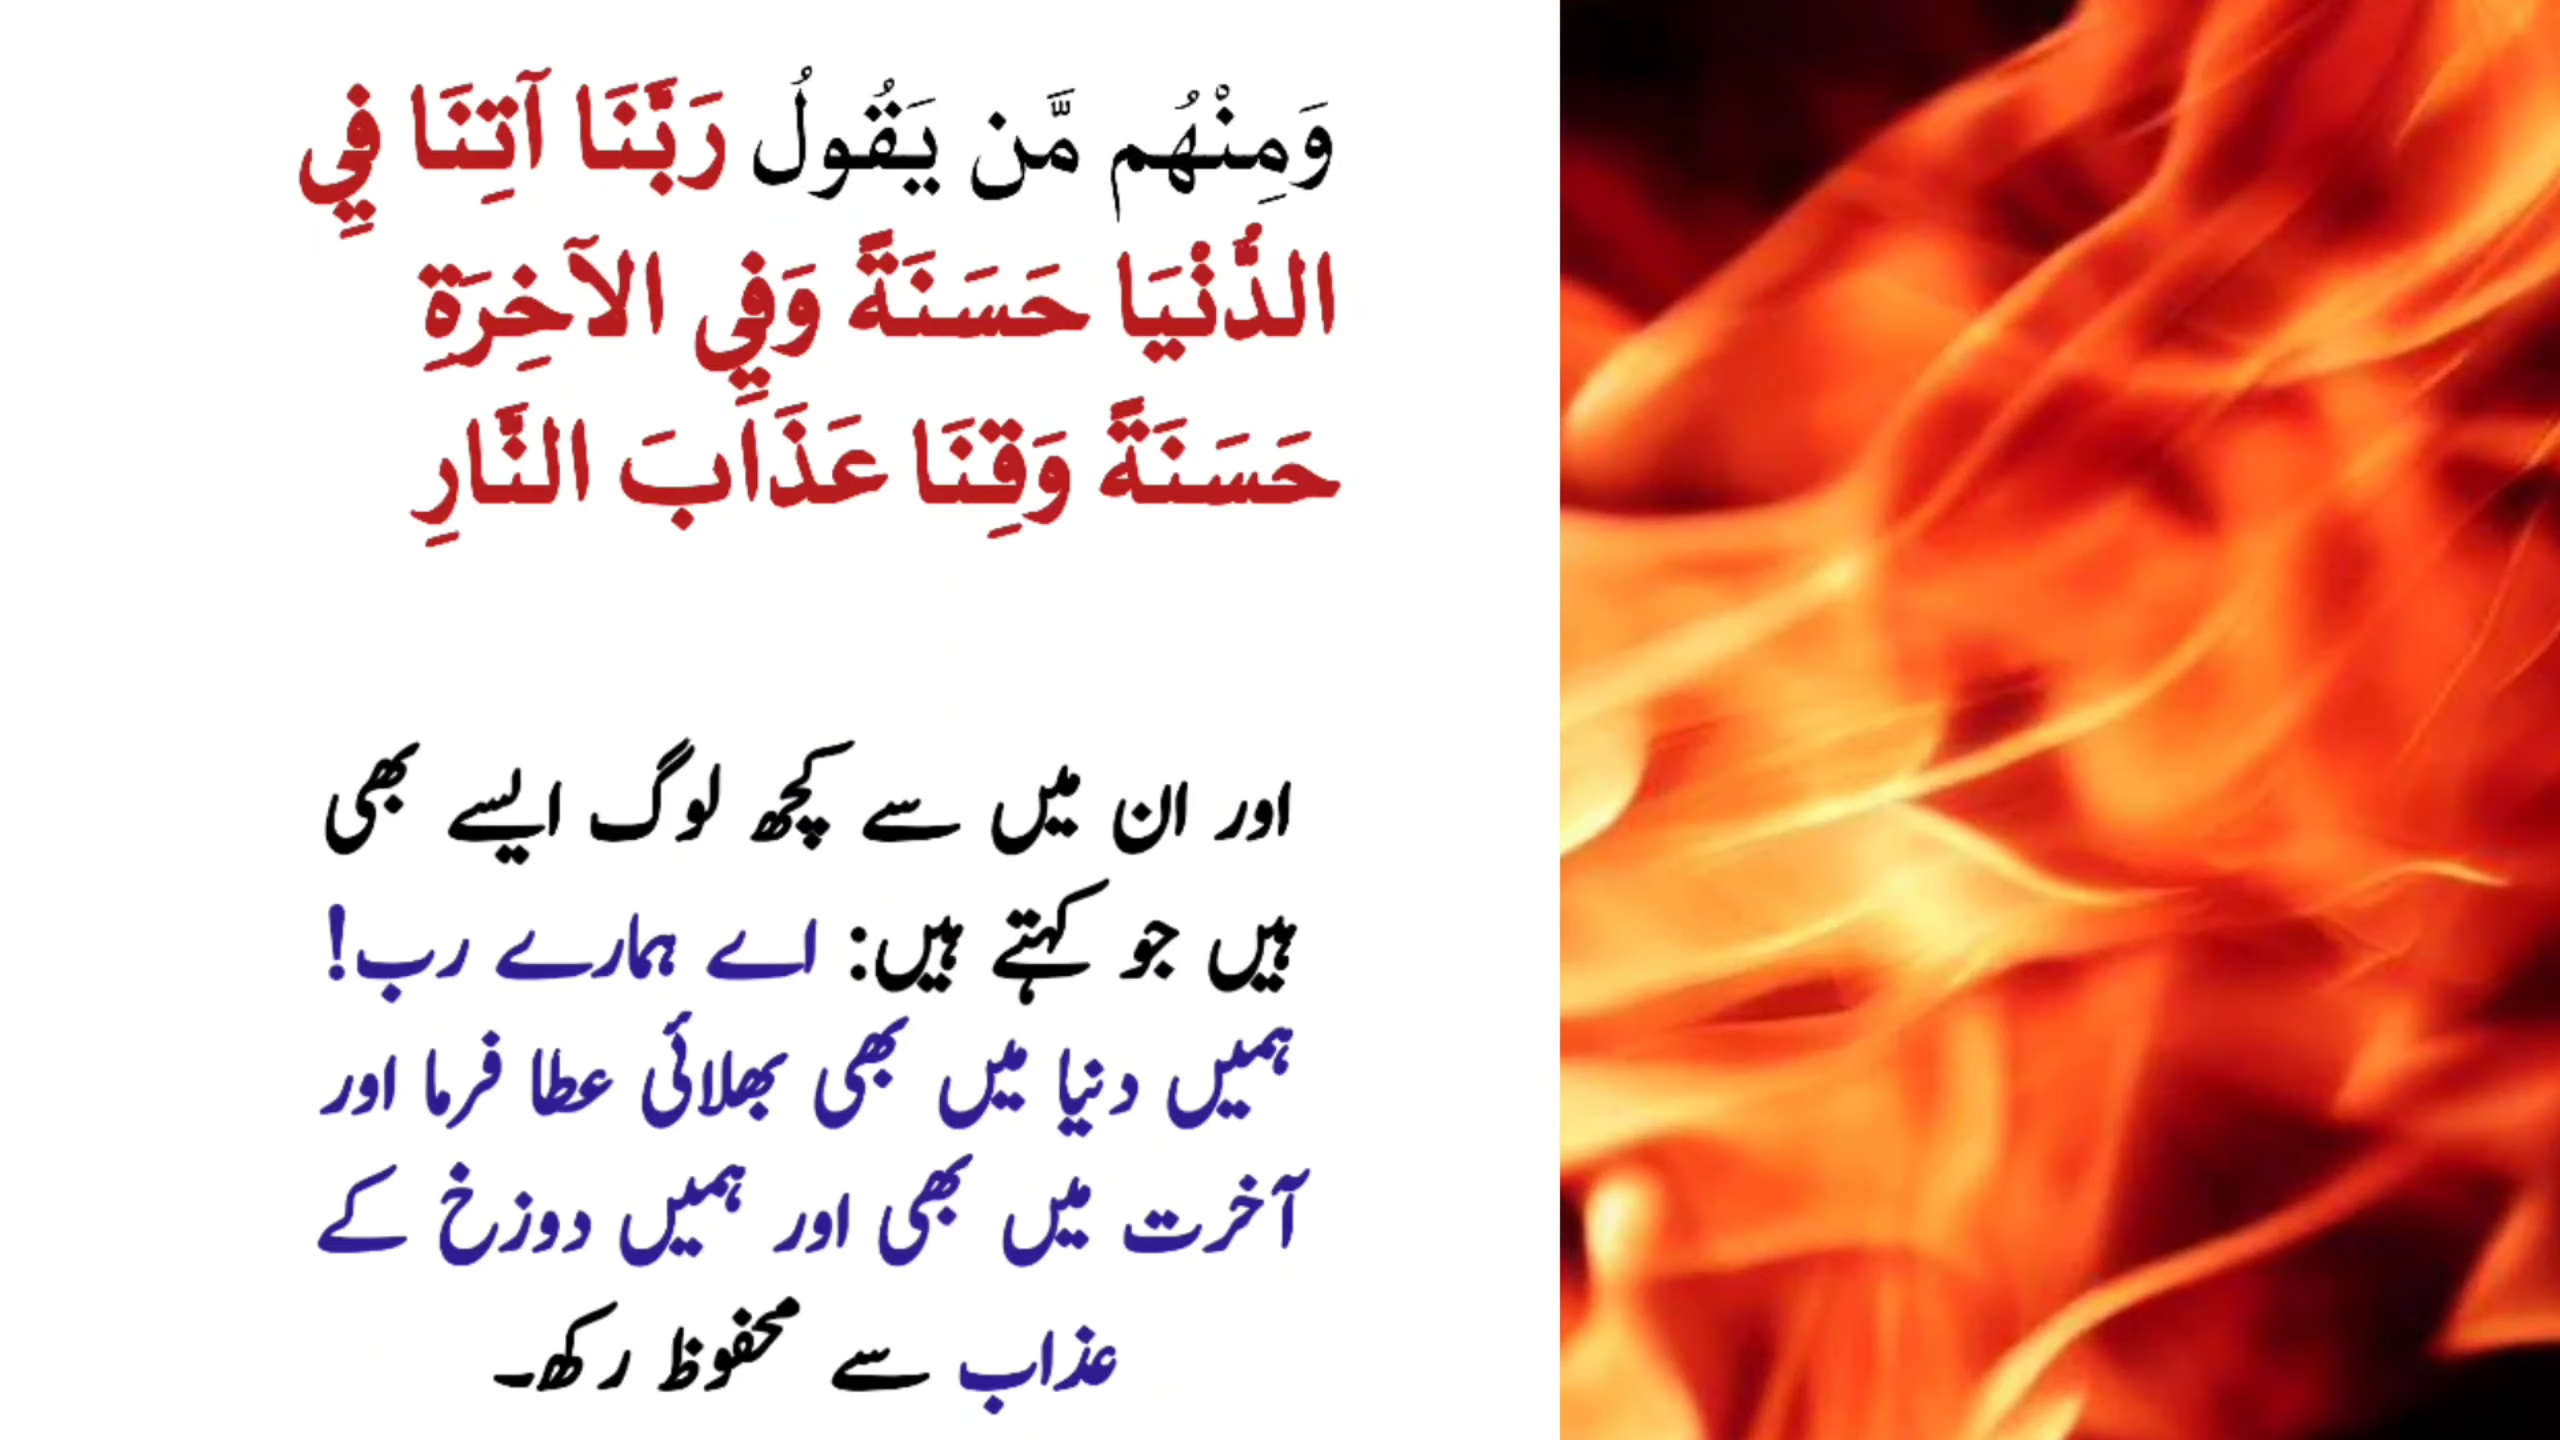 وَمِنْهُم مَّن يَقُولُ رَبَّنَا آتِنَا فِي
الدُّنْيَا حَسَنَةً وَفِي الآخِرَةِ
حَسَنَةً وَقِنَا عَذَابَ النَّارِ
اور ان میں سے کچھ لوگ ایسے بھی
ہیں جو کہتے ہیں: اے ہمارے رب!
ہمیں دنیا میں بھی بھلائی عطا فرما اور
آخرت میں بھی اور ہمیں دوزخ کے
عذاب سے محفوظ رکھ۔